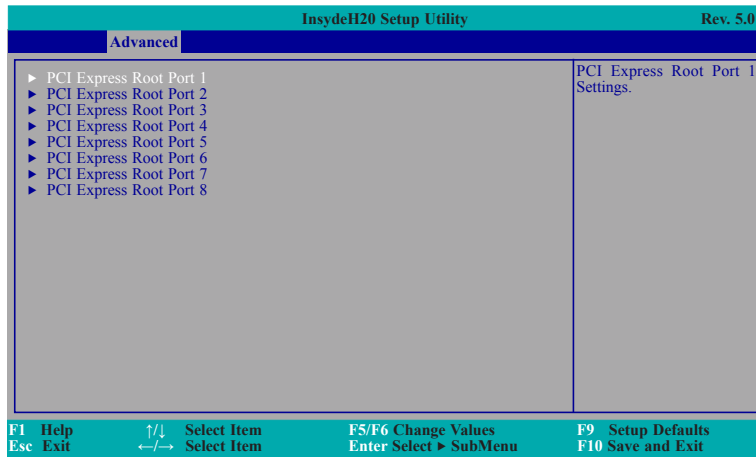 InsydeH20 Setup Utility Rev. 5.0
Advanced
► PCI Express Root Port 1
► PCI Express Root Port 2
► PCI Express Root Port 3
► PCI Express Root Port 4
► PCI Express Root Port 5
► PCI Express Root Port 6
► PCI Express Root Port 7
► PCI Express Root Port 8
PCI Express Root Port 1
Settings.
F1 Help ↑/↓ Select Item F5/F6 Change Values F9 Setup Defaults
Esc Exit ←/→ Select Item Enter Select ► SubMenu F10 Save and Exit